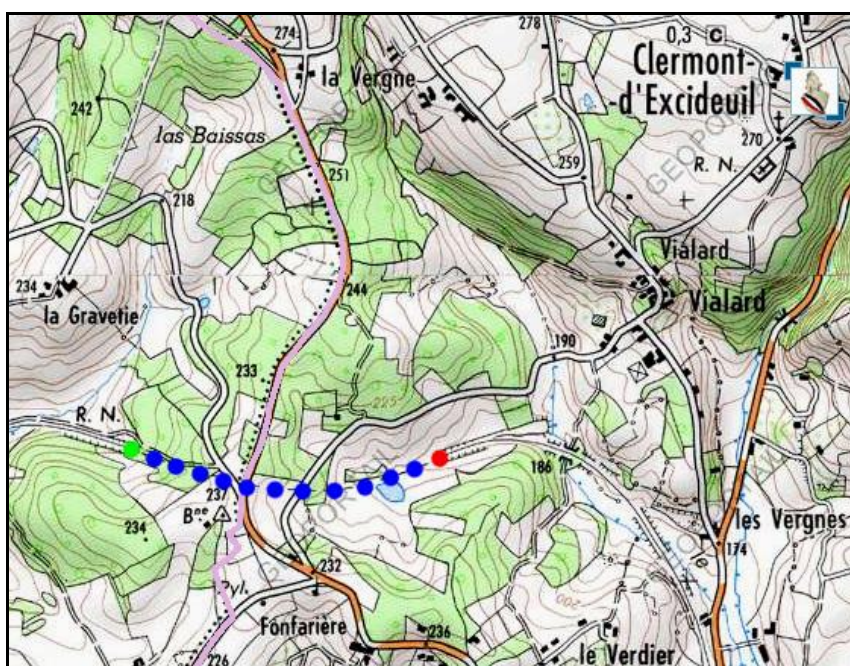 274
278
0,3 C
Clermont-
-d'Excideuil
la Vergne
242
las Baissas
270
R. N.
259
251
218
Vialard
Vialard
234
la Gravetie
244
190
233
225
R. N.
186
237
234
Bne
les Vergnes
174
232
Pyl.
200
Fonfarière
236
le Verdier
226